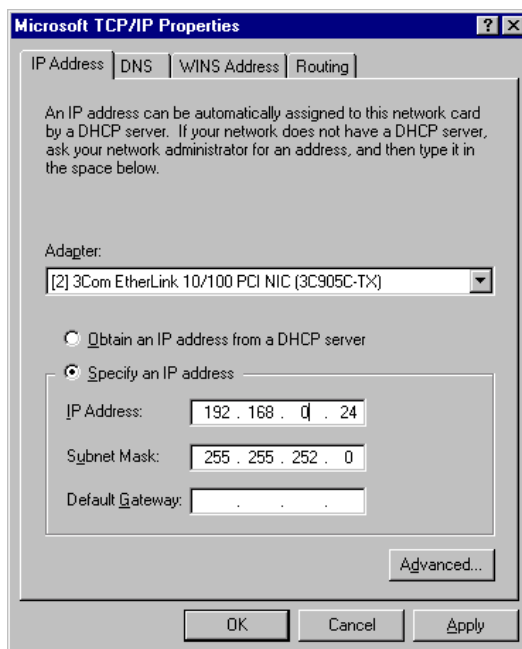 Microsoft TCP/IP Properties
IP Address DNS WINS Address Routing
An IP address can be automatically assigned to this network card
by a DHCP server. If your network does not have a DHCP server,
ask your network administrator for an address, and then type it in
the space below.
Adapter:
[2] 3Com EtherLink 10/100 PCI NIC (3C905C-TX)
Obtain an IP address from a DHCP server
Specify an IP address
IP Address: 192 . 168 . 0 . 24
Subnet Mask: 255 . 255 . 252 . 0
Default Gateway: . . .
Advanced...
OK Cancel Apply